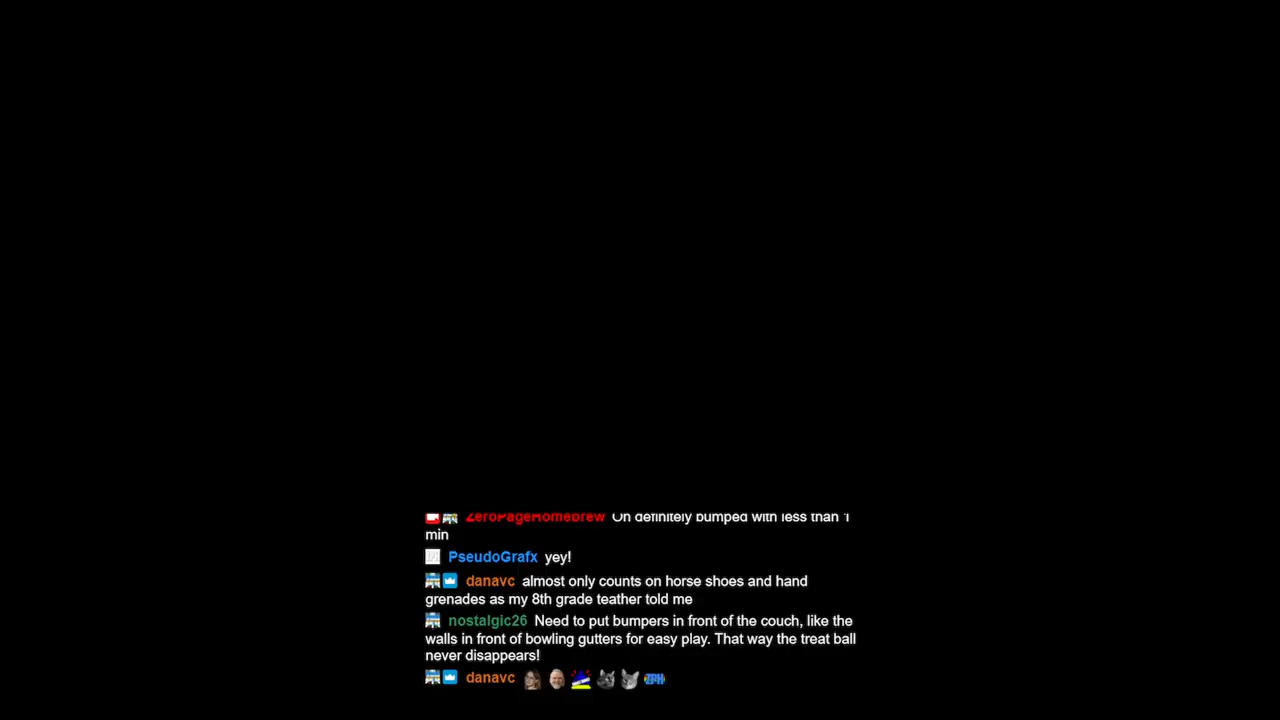 ZeroPageHomebrew Oh definitely bumped with less than 1
min
PseudoGrafx yey!
danavc almost only counts on horse shoes and hand
grenades as my 8th grade teather told me
nostalgic26 Need to put bumpers in front of the couch, like the
walls in front of bowling gutters for easy play. That way the treat ball
never disappears!
danavc ZPH